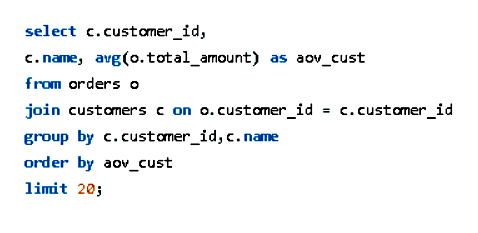 select c.customer_id,
c.name, avg(o.total_amount) as aov_cust
from orders o
join customers c on o.customer_id = c.customer_id
group by c.customer_id,c.name
order by aov_cust
limit 20;